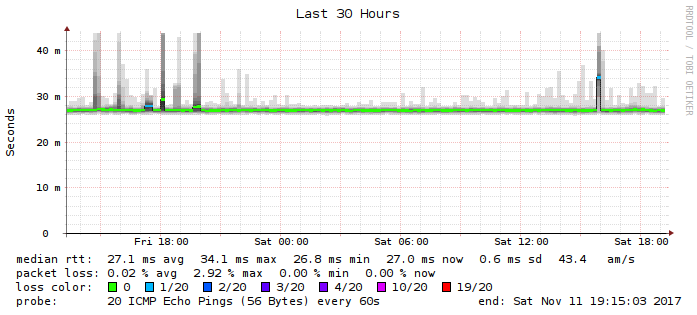 Last 30 Hours
RRDTOOL / TOBI OETIKER
Seconds
40 m
30 m
20 m
10 m
0
Fri 18:00 Sat 00:00 Sat 06:00 Sat 12:00 Sat 18:00
median rtt: 27.1 ms avg 34.1 ms max 26.8 ms min 27.0 ms now 0.6 ms sd 43.4 am/s
packet loss: 0.02 % avg 2.92 % max 0.00 % min 0.00 % now
loss color: 0 1/20 2/20 3/20 4/20 10/20 19/20
probe: 20 ICMP Echo Pings (56 Bytes) every 60s end: Sat Nov 11 19:15:03 2017